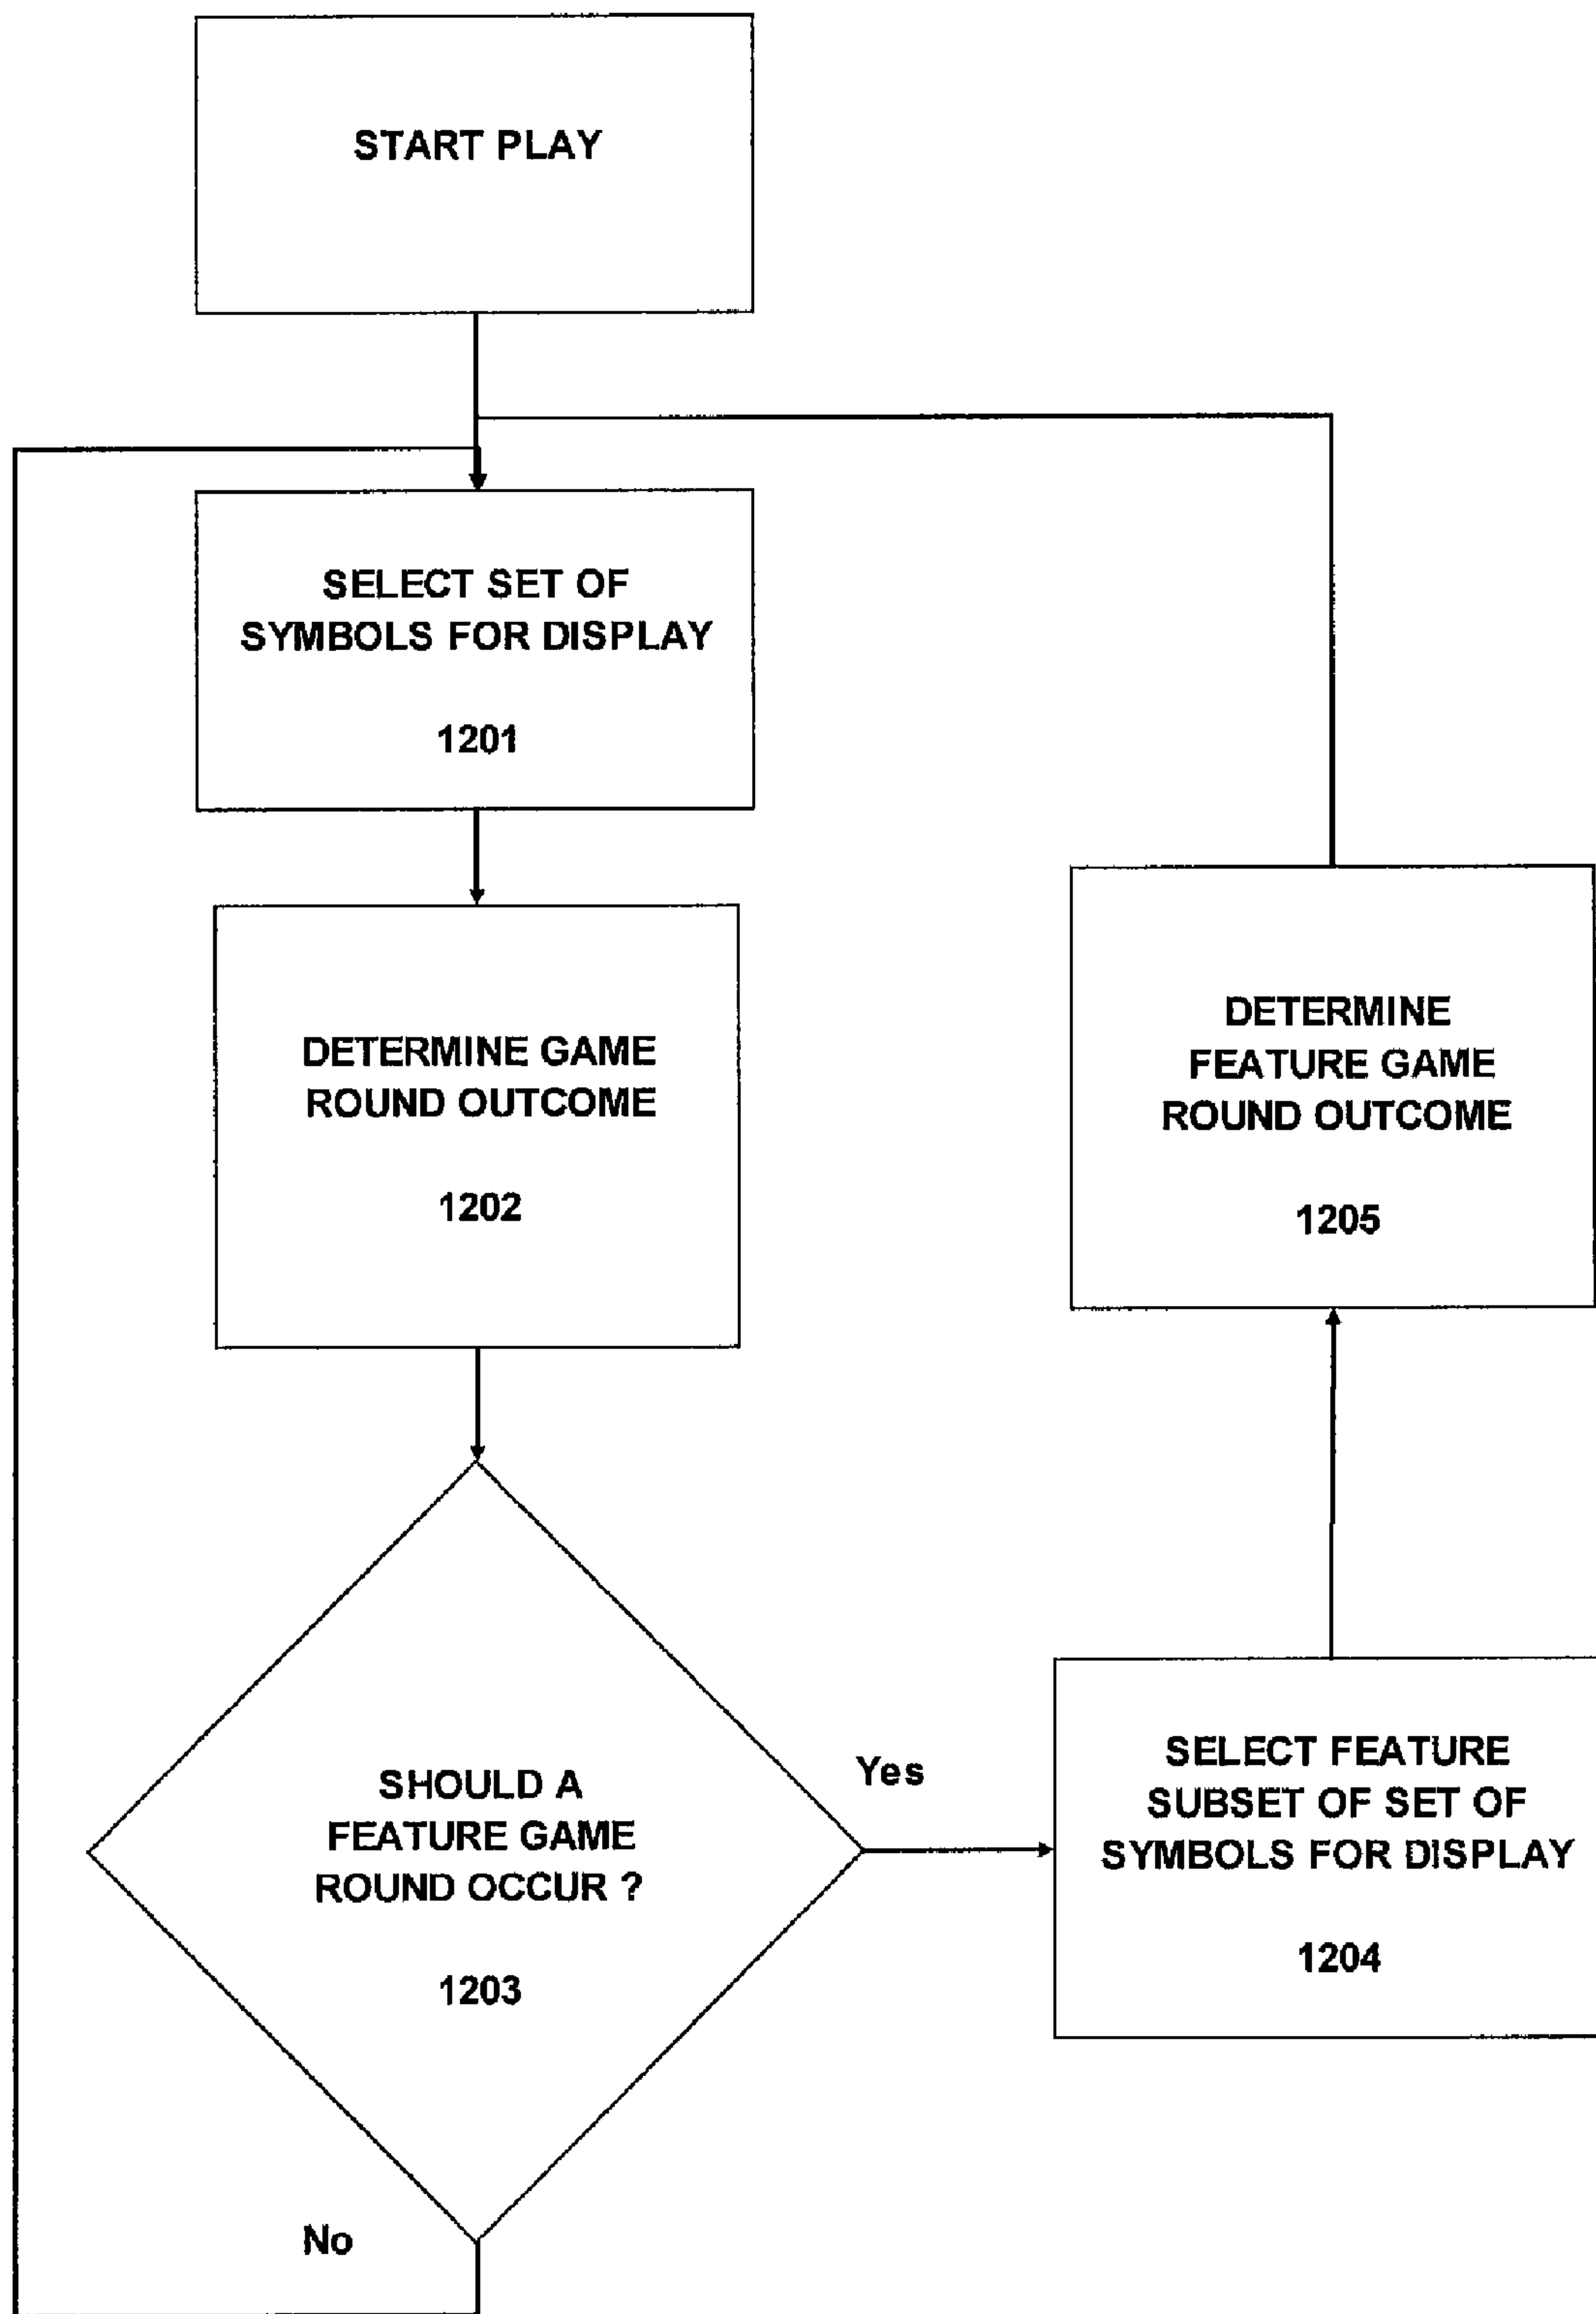 START PLAY
SELECT SET OF
SYMBOLS FOR DISPLAY
1201
DETERMINE GAME
ROUND OUTCOME
1202
SHOULD A
FEATURE GAME
ROUND OCCUR ?
1203
Yes
No
SELECT FEATURE
SUBSET OF SET OF
SYMBOLS FOR DISPLAY
1204
DETERMINE
FEATURE GAME
ROUND OUTCOME
1205